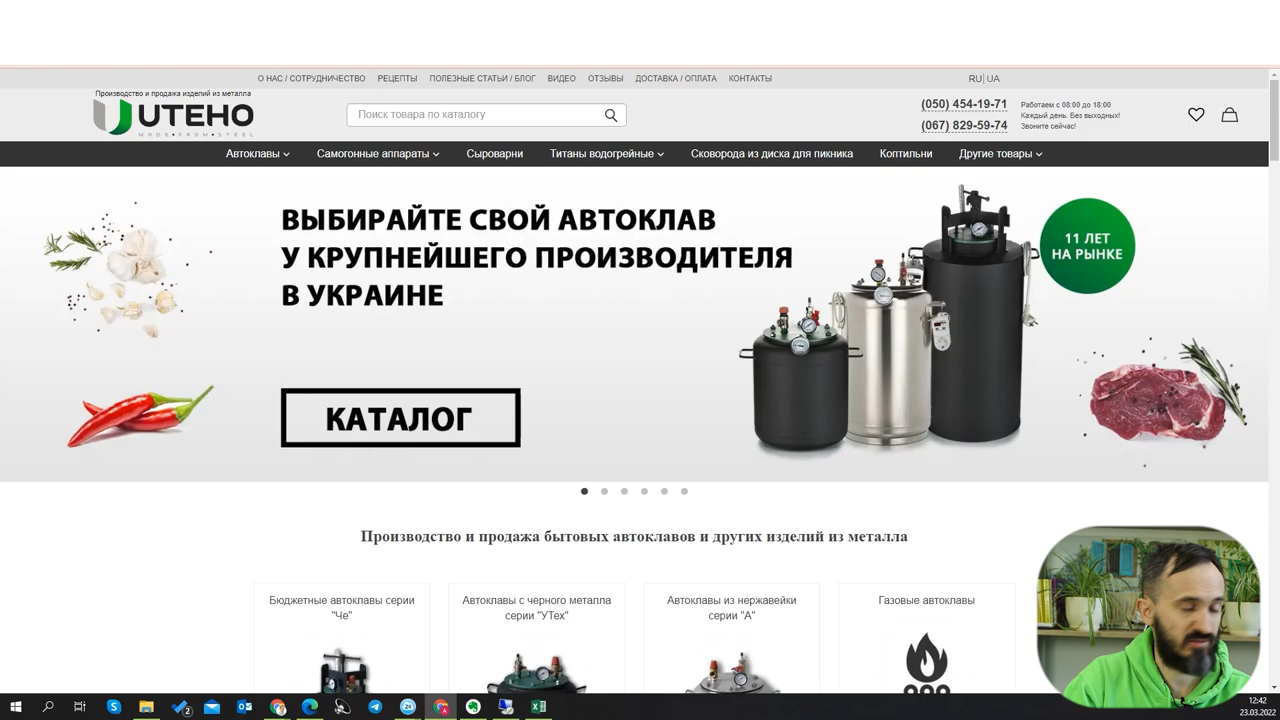 О НАС / СОТРУДНИЧЕСТВО РЕЦЕПТЫ ПОЛЕЗНЫЕ СТАТЬИ / БЛОГ ВИДЕО ОТЗЫВЫ ДОСТАВКА / ОПЛАТА КОНТАКТЫ RU| UA
Производство и продажа изделий из металла
UTEHO
MADE•FROM•STEEL
Поиск товара по каталогу
(050) 454-19-71
(067) 829-59-74
Работаем с 08:00 до 18:00
Каждый день. Без выходных!
Звоните сейчас!
Автоклавы Самогонные аппараты Сыроварни Титаны водогрейные Сковорода из диска для пикника Коптильни Другие товары
ВЫБИРАЙТЕ СВОЙ АВТОКЛАВ
У КРУПНЕЙШЕГО ПРОИЗВОДИТЕЛЯ
В УКРАИНЕ
11 ЛЕТ
НА РЫНКЕ
КАТАЛОГ
Производство и продажа бытовых автоклавов и других изделий из металла
Бюджетные автоклавы серии
"Че"
Автоклавы с черного металла
серии "УТех"
Автоклавы из нержавейки
серии "А"
Газовые автоклавы
12:42
23.03.2022